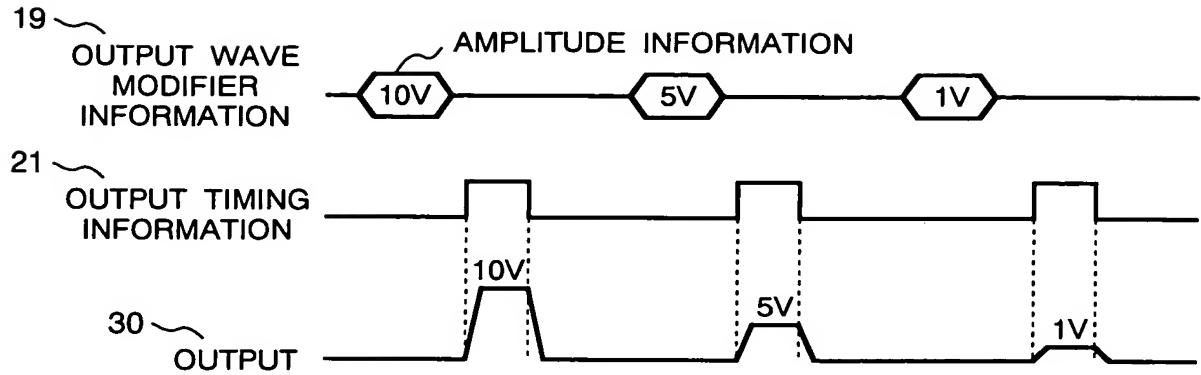 19
OUTPUT WAVE
MODIFIER
INFORMATION
AMPLITUDE INFORMATION
10V
5V
1V
21
OUTPUT TIMING
INFORMATION
10V
5V
1V
30
OUTPUT